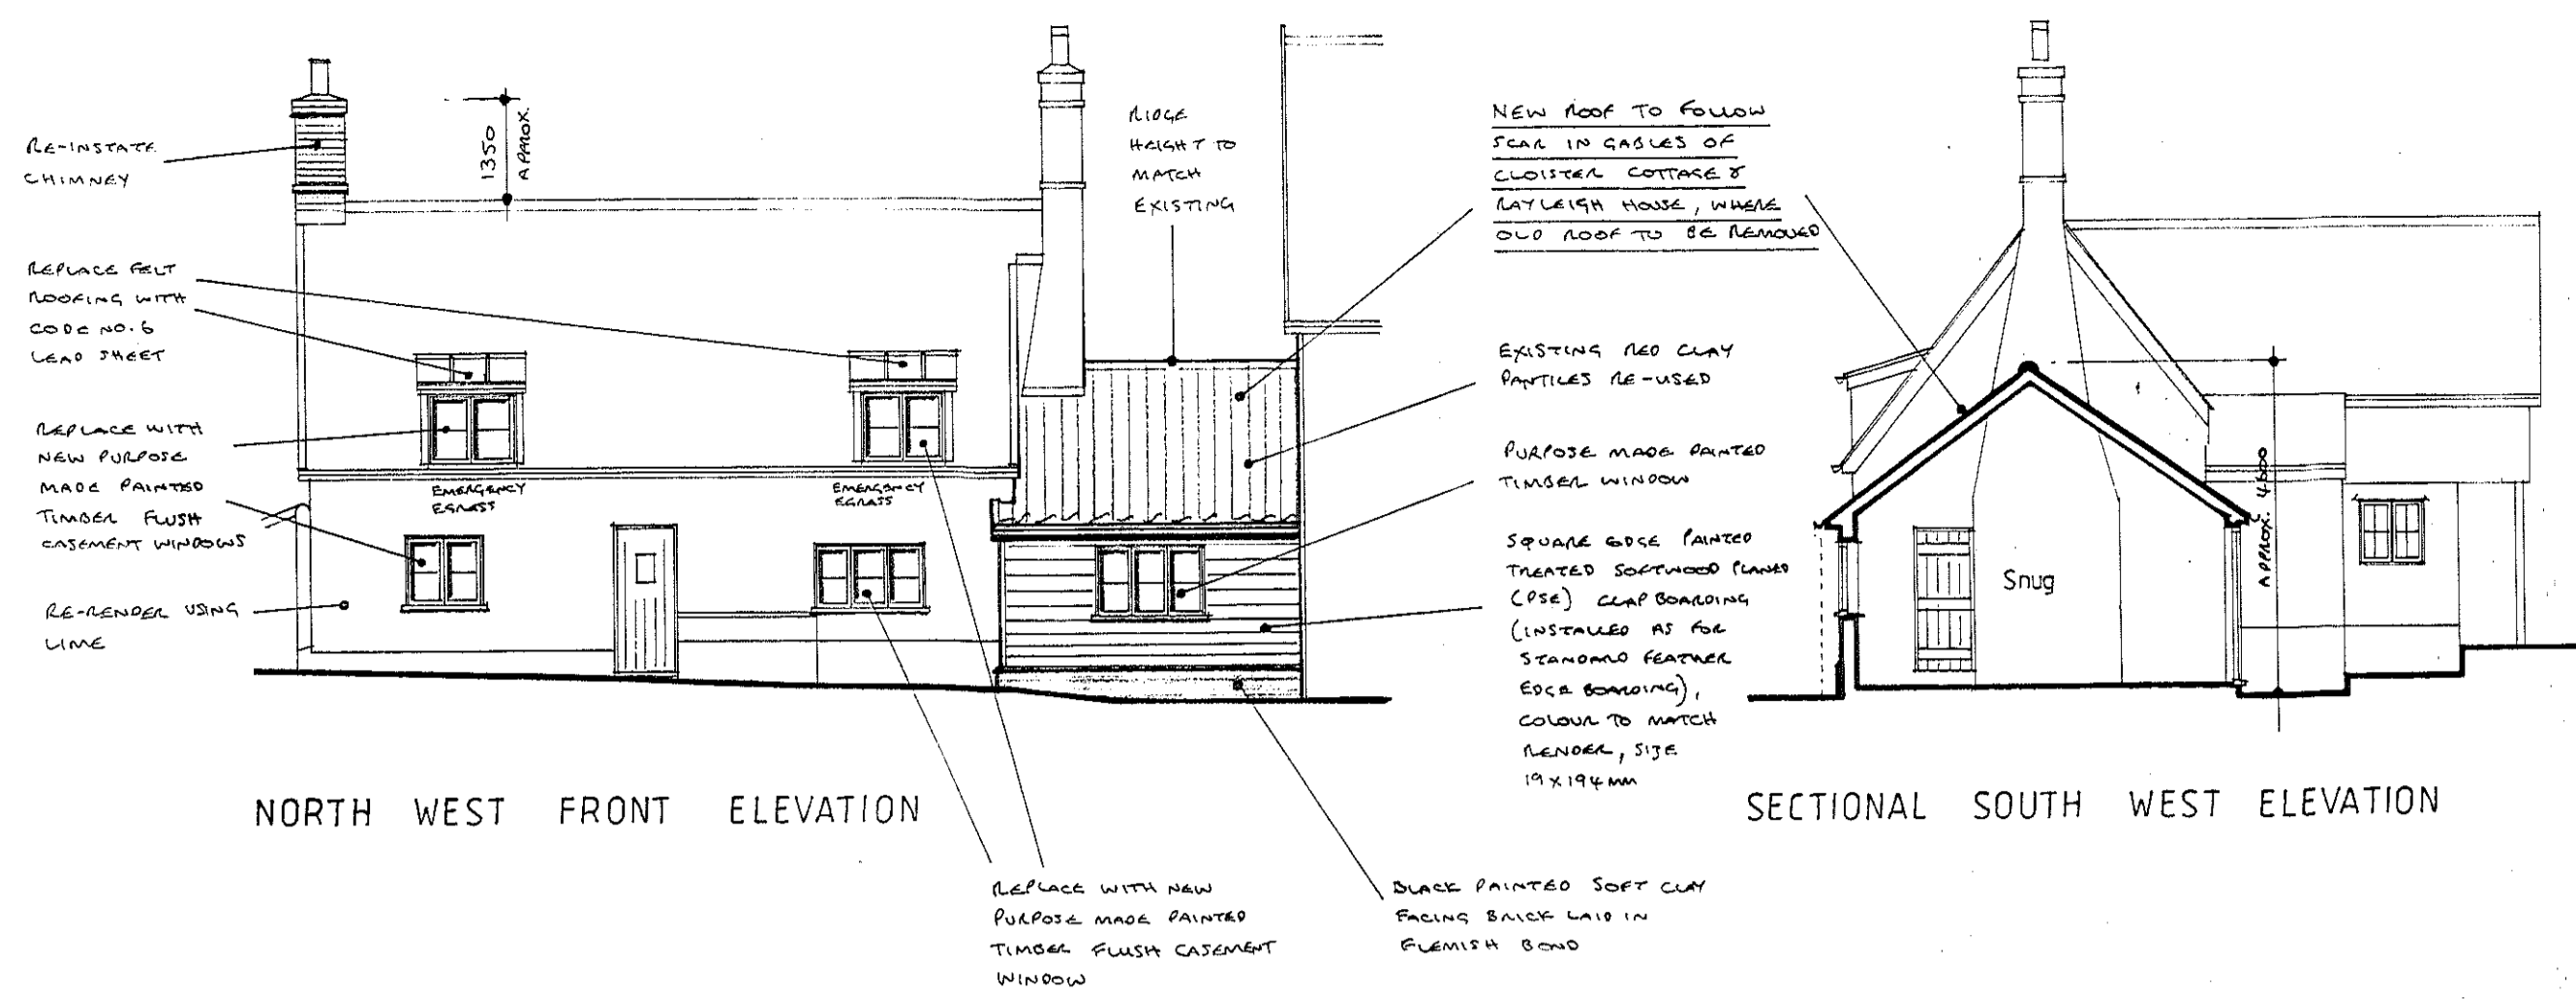 RE-INSTATE
CHIMNEY
1350
APPROX.
REPLACE FELT
ROOFING WITH
CODE NO.6
LEAD SHEET
REPLACE WITH
NEW PURPOSE
MADE PAINTED
TIMBER FLUSH
CASEMENT WINDOWS
RE-RENDER USING
LIME
EMERGENCY
EGRASS
EMERGENCY
EGRASS
RIDGE
HEIGHT TO
MATCH
EXISTING
NEW ROOF TO FOLLOW
SCAR IN GABLES OF
CLOISTER COTTAGE &
RAYLEIGH HOUSE, WHERE
OLD ROOF TO BE REMOVED
EXISTING RED CLAY
PANTILES RE-USED
PURPOSE MADE PAINTED
TIMBER WINDOW
SQUARE EDGE PAINTED
TREATED SOFTWOOD PLANED
(PSE) CLAPBOARDING
(INSTALLED AS FOR
STANDARD FEATHER
EDGE BOARDING),
COLOUR TO MATCH
RENDER, SIZE
19 X 194 MM
Snug
APPROX.
NORTH WEST FRONT ELEVATION
SECTIONAL SOUTH WEST ELEVATION
REPLACE WITH NEW
PURPOSE MADE PAINTED
TIMBER FLUSH CASEMENT
WINDOW
BLACK PAINTED SOFT CLAY
FACING BRICK LAID IN
FLEMISH BOND